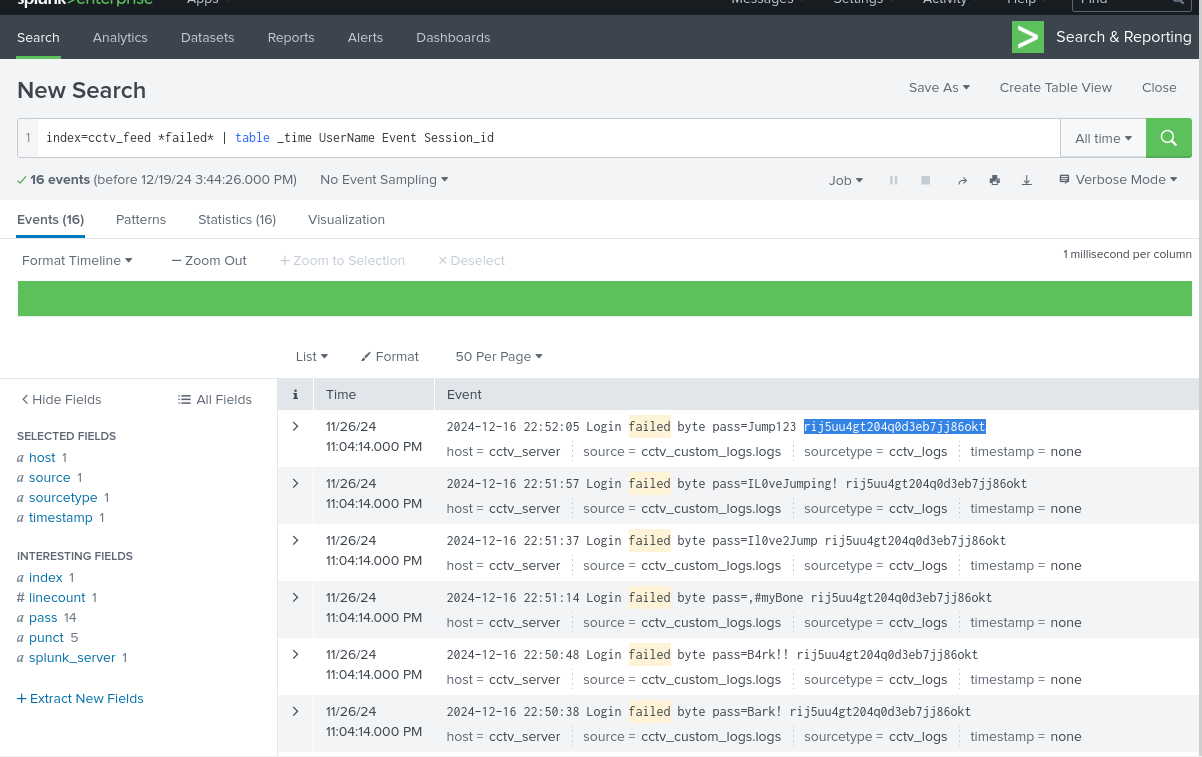 splunk>enterprise Apps Messages Settings Activity Help Find
Search Analytics Datasets Reports Alerts Dashboards > Search & Reporting
New Search Save As Create Table View Close
1 index=cctv_feed *failed* | table _time UserName Event Session_id All time
16 events (before 12/19/24 3:44:26.000 PM) No Event Sampling Job Verbose Mode
Events (16) Patterns Statistics (16) Visualization
Format Timeline — Zoom Out + Zoom to Selection × Deselect 1 millisecond per column
List Format 50 Per Page
< Hide Fields All Fields
SELECTED FIELDS
a host 1
a source 1
a sourcetype 1
a timestamp 1
INTERESTING FIELDS
a index 1
# linecount 1
a pass 14
a punct 5
a splunk_server 1
+ Extract New Fields
i Time Event
> 11/26/24 2024-12-16 22:52:05 Login failed byte pass=Jump123 rij5uu4gt204q0d3eb7jj86okt
11:04:14.000 PM host = cctv_server source = cctv_custom_logs.logs sourcetype = cctv_logs timestamp = none
> 11/26/24 2024-12-16 22:51:57 Login failed byte pass=IL0veJumping! rij5uu4gt204q0d3eb7jj86okt
11:04:14.000 PM host = cctv_server source = cctv_custom_logs.logs sourcetype = cctv_logs timestamp = none
> 11/26/24 2024-12-16 22:51:37 Login failed byte pass=Il0ve2Jump rij5uu4gt204q0d3eb7jj86okt
11:04:14.000 PM host = cctv_server source = cctv_custom_logs.logs sourcetype = cctv_logs timestamp = none
> 11/26/24 2024-12-16 22:51:14 Login failed byte pass=,#myBone rij5uu4gt204q0d3eb7jj86okt
11:04:14.000 PM host = cctv_server source = cctv_custom_logs.logs sourcetype = cctv_logs timestamp = none
> 11/26/24 2024-12-16 22:50:48 Login failed byte pass=B4rk!! rij5uu4gt204q0d3eb7jj86okt
11:04:14.000 PM host = cctv_server source = cctv_custom_logs.logs sourcetype = cctv_logs timestamp = none
> 11/26/24 2024-12-16 22:50:38 Login failed byte pass=Bark! rij5uu4gt204q0d3eb7jj86okt
11:04:14.000 PM host = cctv_server source = cctv_custom_logs.logs sourcetype = cctv_logs timestamp = none